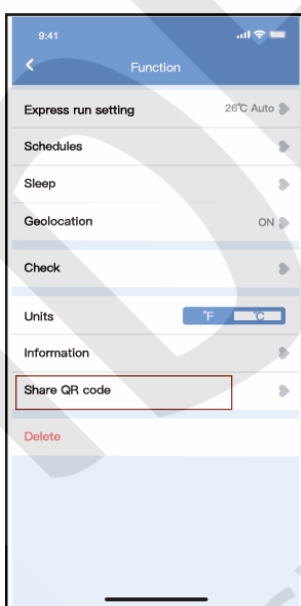 9:41
Function
Express run setting 26℃ Auto
Schedules
Sleep
Geolocation ON
Check
Units °F °C
Information
Share QR code
Delete